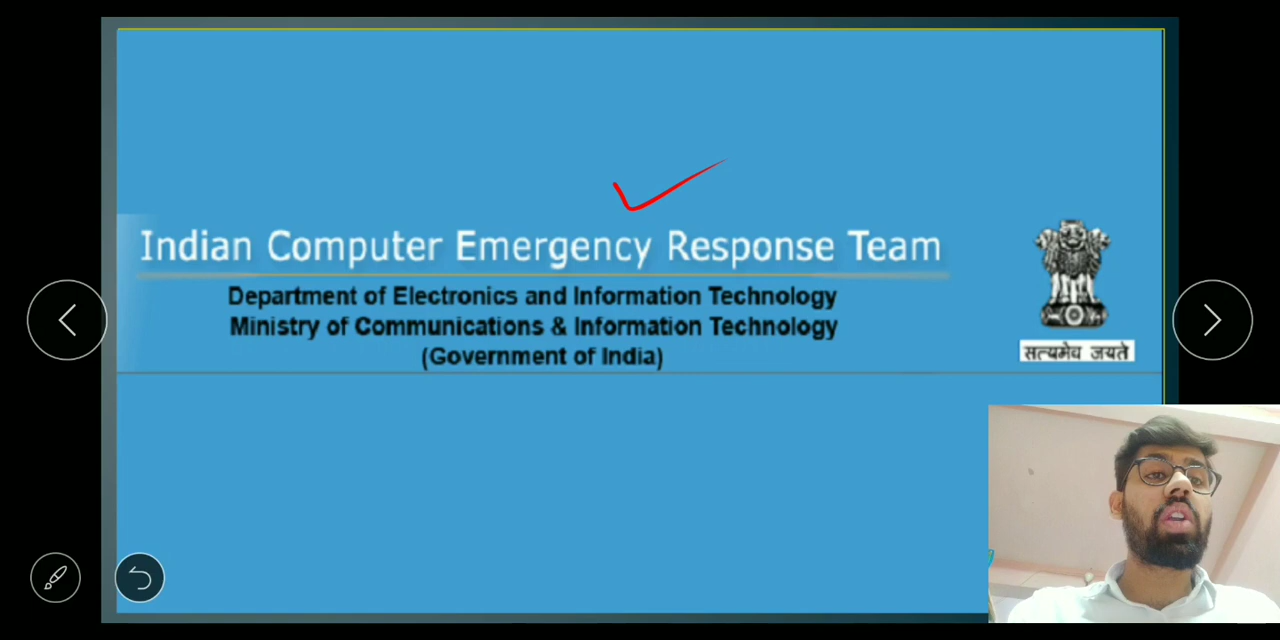 Indian Computer Emergency Response Team
Department of Electronics and Information Technology
Ministry of Communications & Information Technology
(Government of India)
सत्यमेव जयते